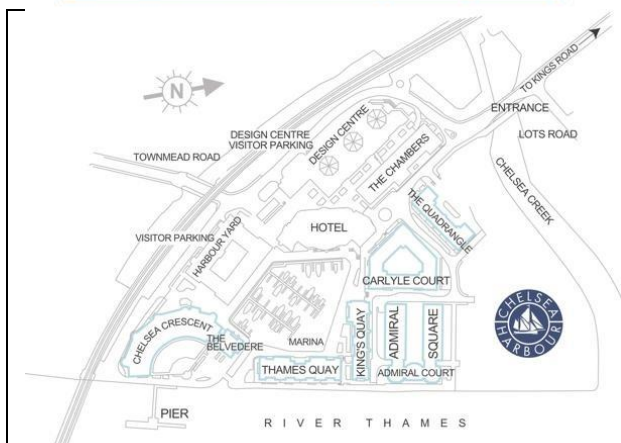 TO KINGS ROAD
N
ENTRANCE
LOTS ROAD
DESIGN CENTRE
VISITOR PARKING
DESIGN CENTRE
THE CHAMBERS
TOWNMEAD ROAD
CHELSEA CREEK
THE QUADRANGLE
HOTEL
VISITOR PARKING
HARBOUR YARD
CARLYLE COURT
CHELSEA
HARBOUR
CHELSEA CRESCENT
THE
BELVEDERE
MARINA
KING'S QUAY
ADMIRAL
SQUARE
THAMES QUAY
ADMIRAL COURT
PIER
RIVER THAMES